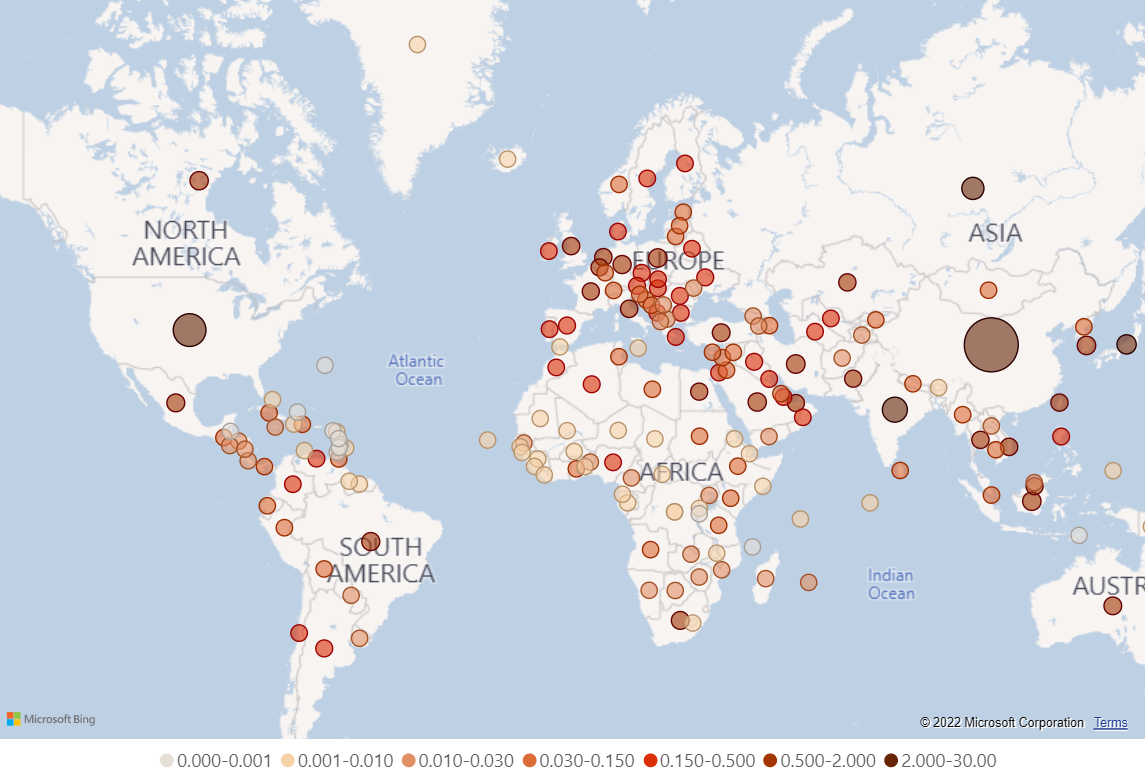 NORTH
AMERICA
ASIA
EUROPE
Atlantic
Ocean
AFRICA
SOUTH
AMERICA
Indian
Ocean
AUSTR
Microsoft Bing
© 2022 Microsoft Corporation Terms
0.000-0.001 0.001-0.010 0.010-0.030 0.030-0.150 0.150-0.500 0.500-2.000 2.000-30.00